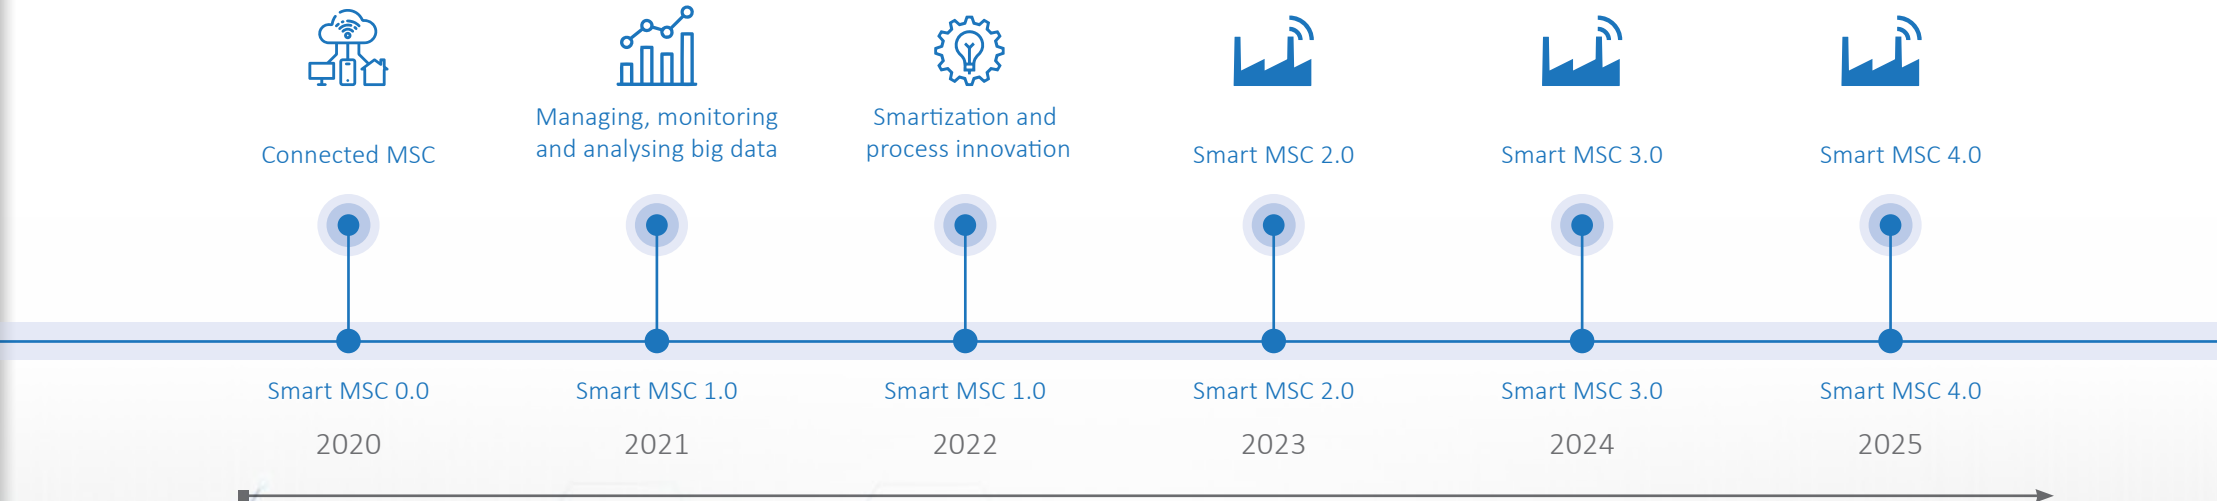 Connected MSC
Managing, monitoring
and analysing big data
Smartization and
process innovation
Smart MSC 2.0
Smart MSC 3.0
Smart MSC 4.0
Smart MSC 0.0
Smart MSC 1.0
Smart MSC 1.0
Smart MSC 2.0
Smart MSC 3.0
Smart MSC 4.0
2020
2021
2022
2023
2024
2025